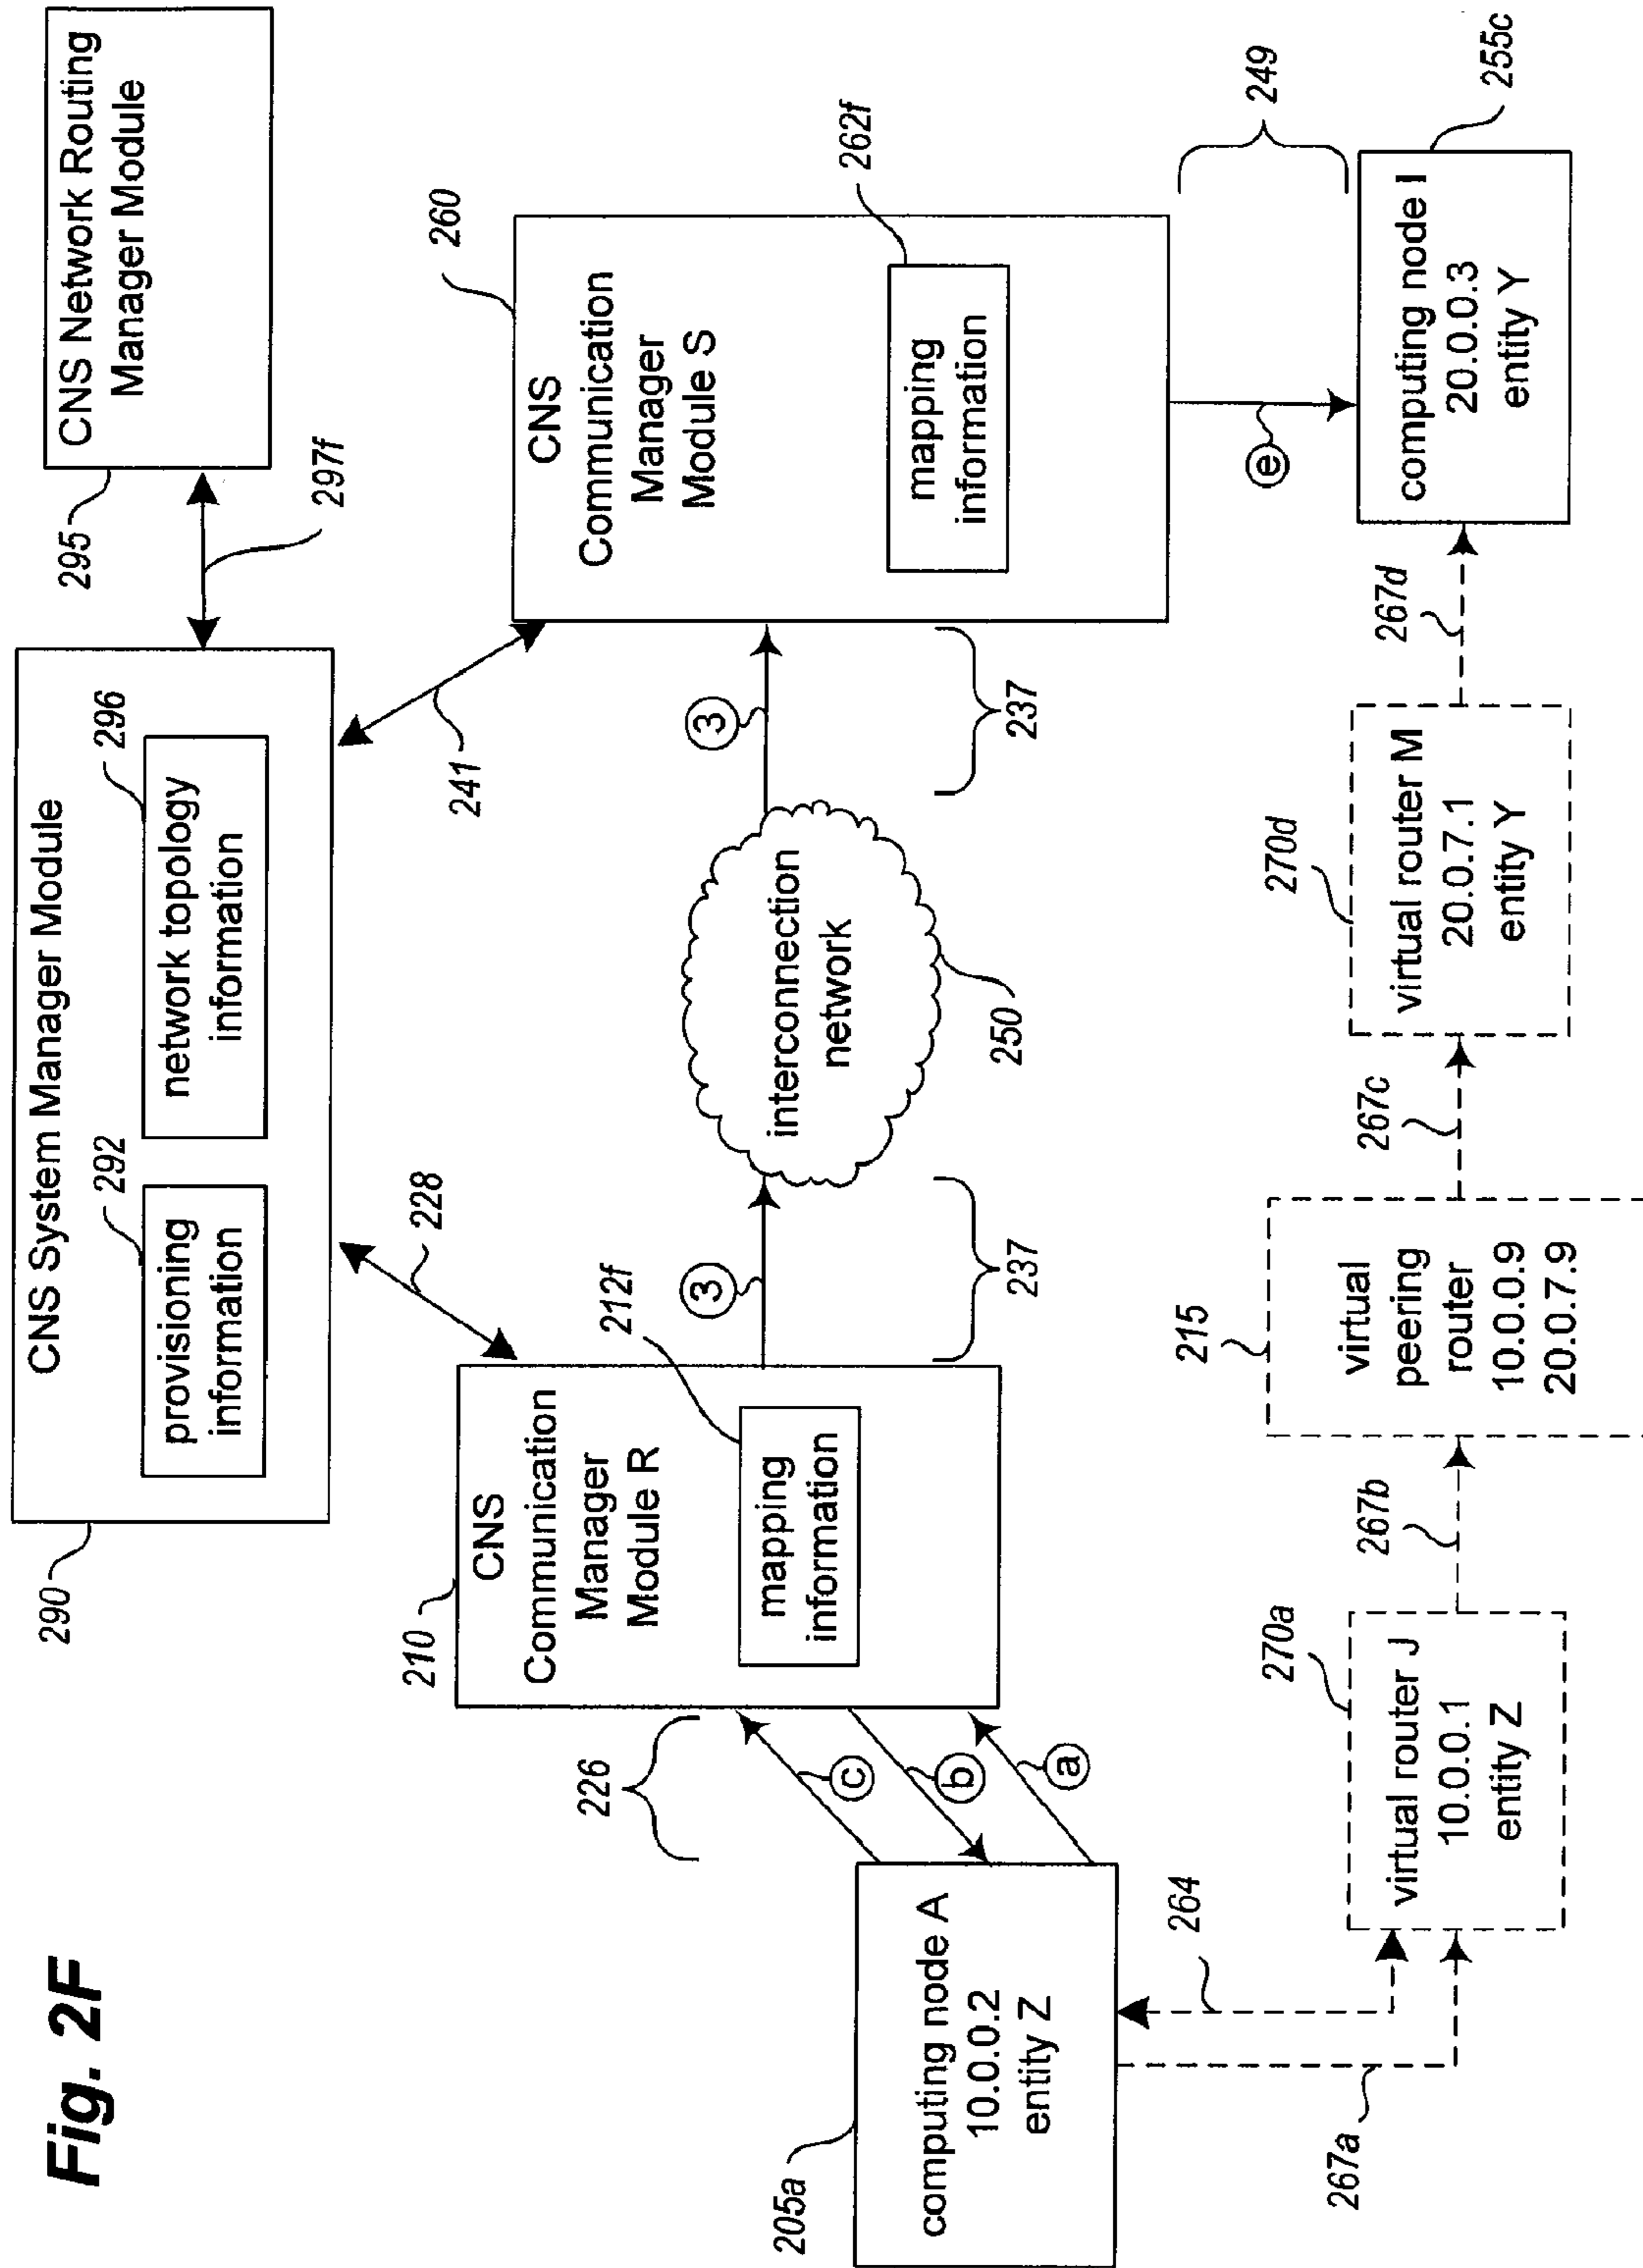 Fig. 2F
290
CNS System Manager Module
292
provisioning
information
296
network topology
information
295
297f
CNS Network Routing
Manager Module
228
241
210
CNS
Communication
Manager
Module R
212f
mapping
information
3
237
interconnection
network
250
3
237
260
CNS
Communication
Manager
Module S
262f
mapping
information
226
c
b
a
205a
computing node A
10.0.0.2
entity Z
264
267a
e
249
270a
virtual router J
10.0.0.1
entity Z
267b
215
virtual
peering
router
10.0.0.9
20.0.7.9
267c
270d
virtual router M
20.0.7.1
entity Y
267d
255c
computing node I
20.0.0.3
entity Y